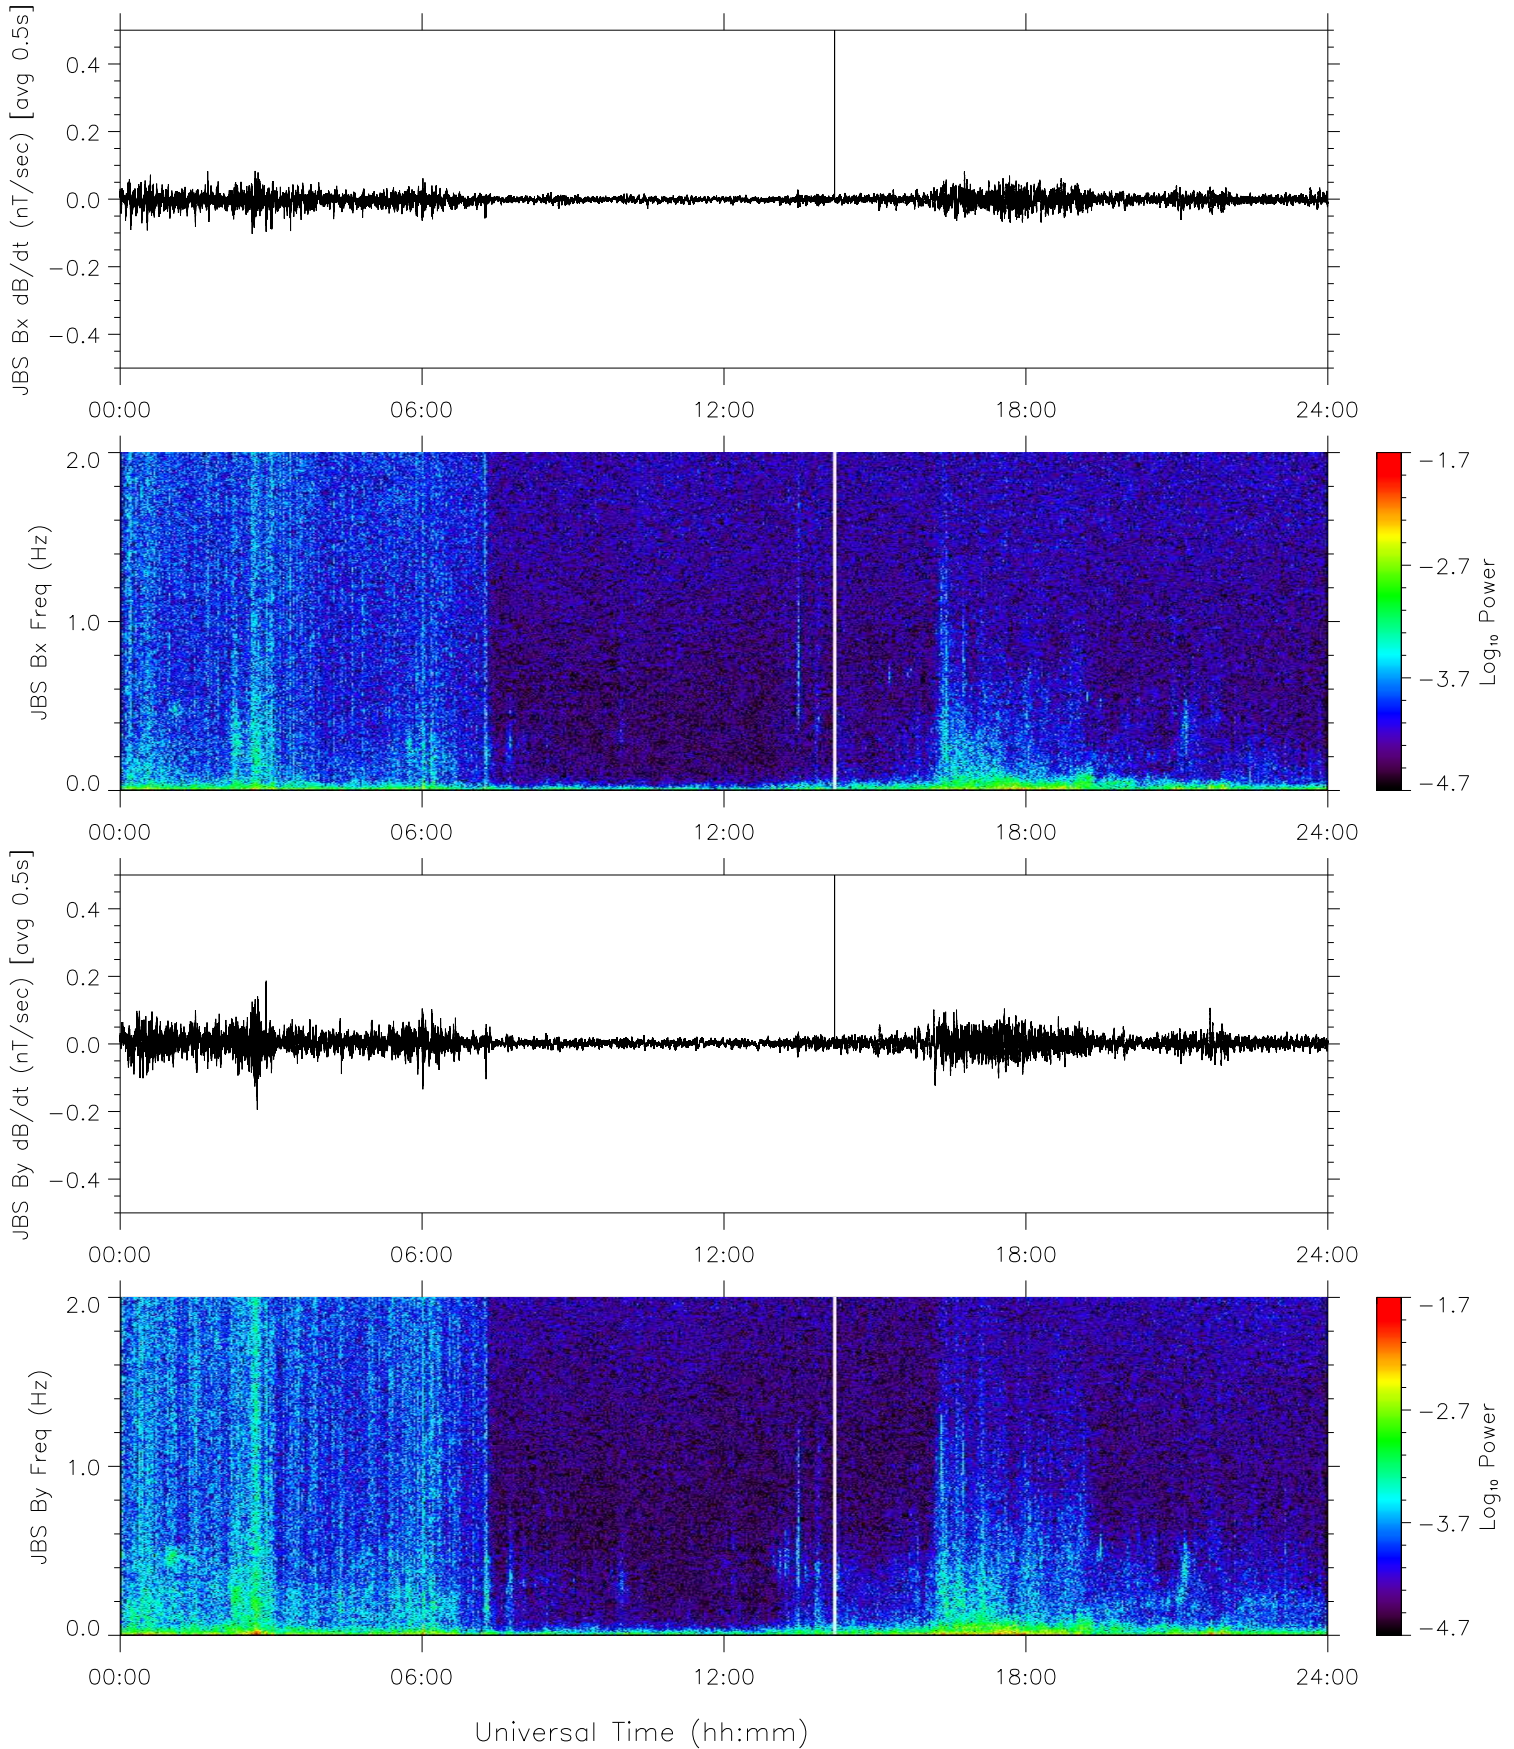 JBS Bx dB/dt (nT/sec) [avg 0.5s]
0.4
0.2
0.0
−0.2
−0.4
00:00 06:00 12:00 18:00 24:00
JBS Bx Freq (Hz)
2.0
1.0
0.0
00:00 06:00 12:00 18:00 24:00
−1.7
−2.7
−3.7
−4.7
Log₁₀ Power
JBS By dB/dt (nT/sec) [avg 0.5s]
0.4
0.2
0.0
−0.2
−0.4
00:00 06:00 12:00 18:00 24:00
JBS By Freq (Hz)
2.0
1.0
0.0
00:00 06:00 12:00 18:00 24:00
−1.7
−2.7
−3.7
−4.7
Log₁₀ Power
Universal Time (hh:mm)